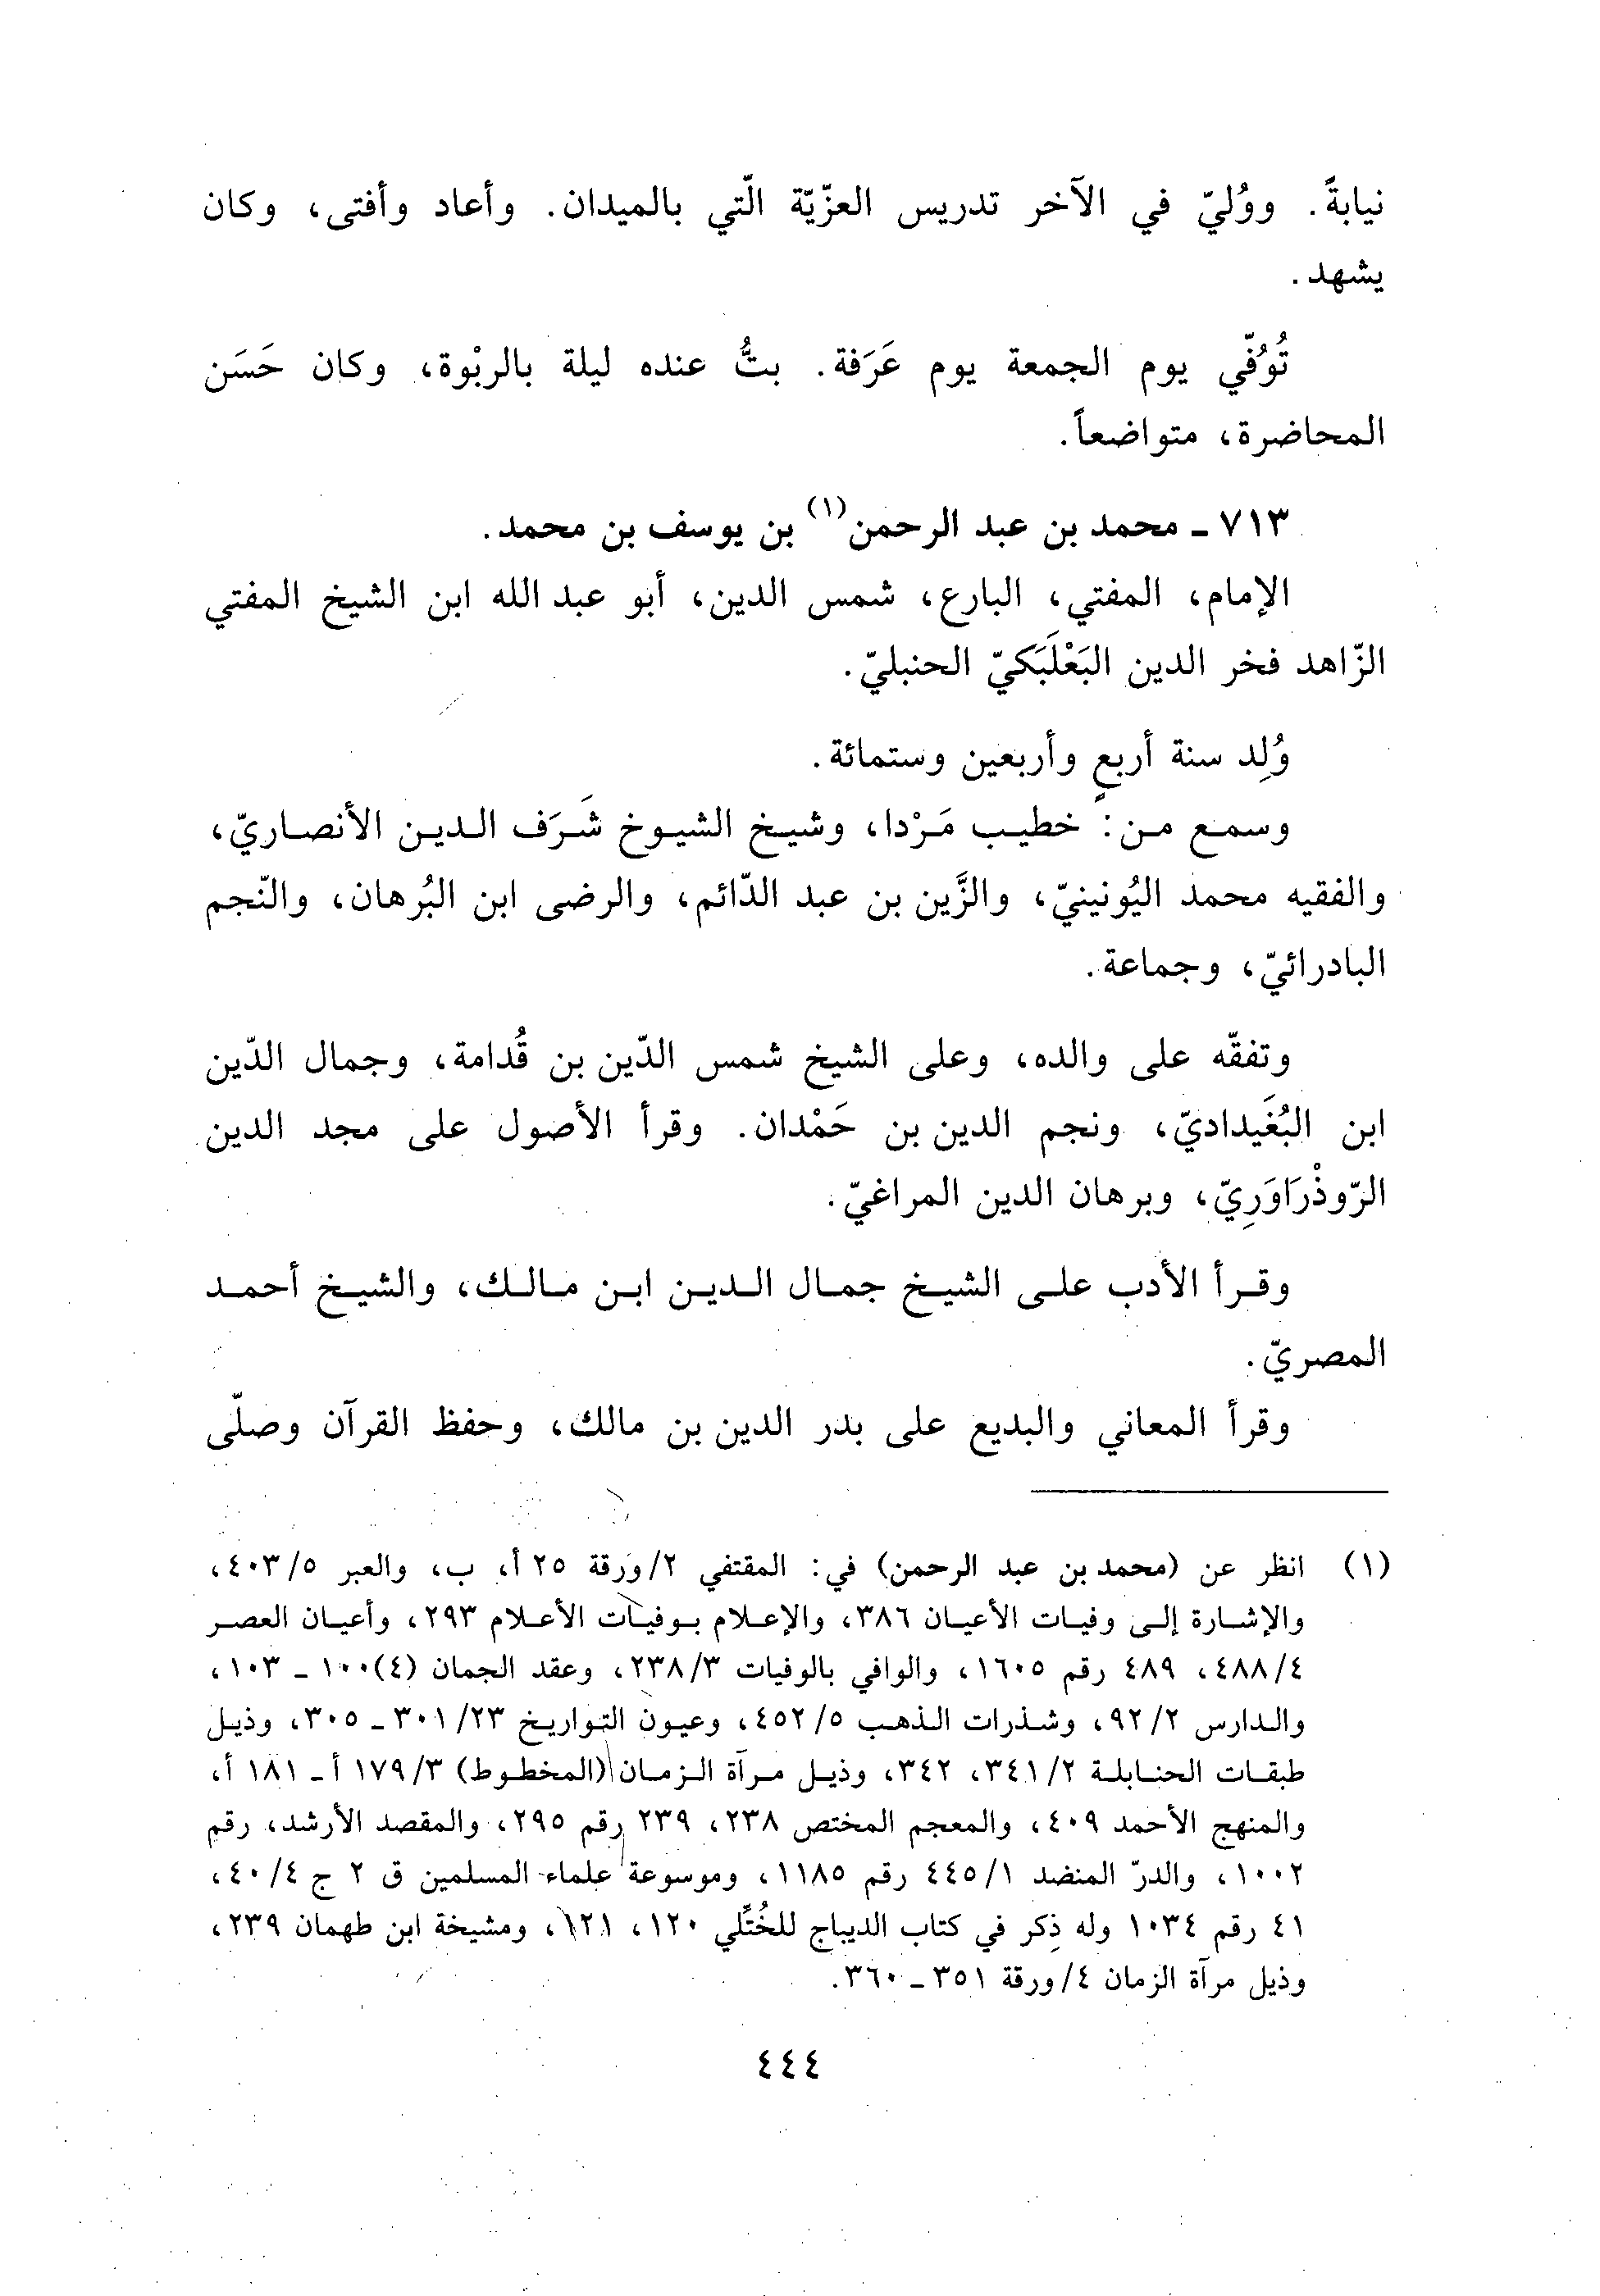 نيابةً. ووُليّ في الآخر تدريس العزّيّة الّتي بالميدان. وأعاد وأفتى، وكان
يشهد.
تُوُفّي يوم الجمعة يوم عَرَفة. بتُّ عنده ليلة بالربْوة، وكان حَسَن
المحاضرة، متواضعاً.
٧١٣ ـ محمد بن عبد الرحمن(١) بن يوسف بن محمد.
الإمام، المفتي، البارع، شمس الدين، أبو عبد الله ابن الشيخ المفتي
الزّاهد فخر الدين البَعْلَبَكيّ الحنبليّ.
وُلِد سنة أربعٍ وأربعين وستمائة.
وسمع من: خطيب مَرْدا، وشيخ الشيوخ شَرَف الدين الأنصاريّ،
والفقيه محمد اليُونينيّ، والزَّين بن عبد الدّائم، والرضى ابن البُرهان، والنّجم
البادرائيّ، وجماعة.
وتفقّه على والده، وعلى الشيخ شمس الدّين بن قُدامة، وجمال الدّين
ابن البُغَيداديّ، ونجم الدين بن حَمْدان. وقرأ الأصول على مجد الدين
الرّوذْرَاوَرِيّ، وبرهان الدين المراغيّ.
وقرأ الأدب على الشيخ جمال الدين ابن مالك، والشيخ أحمد
المصريّ.
وقرأ المعاني والبديع على بدر الدين بن مالك، وحفظ القرآن وصلّى
(١) انظر عن (محمد بن عبد الرحمن) في: المقتفي ٢/ورقة ٢٥ أ، ب، والعبر ٤٠٣/٥،
والإشارة إلى وفيات الأعيان ٣٨٦، والإعلام بوفيات الأعلام ٢٩٣، وأعيان العصر
٤٨٨/٤، ٤٨٩ رقم ١٦٠٥، والوافي بالوفيات ٢٣٨/٣، وعقد الجمان (٤)١٠٠ ـ ١٠٣،
والدارس ٩٢/٢، وشذرات الذهب ٤٥٢/٥، وعيون التواريخ ٣٠١/٢٣ ـ ٣٠٥، وذيل
طبقات الحنابلة ٣٤١/٢، ٣٤٢، وذيل مرآة الزمان (المخطوط) ١٧٩/٣ أ ـ ١٨١ أ،
والمنهج الأحمد ٤٠٩، والمعجم المختص ٢٣٨، ٢٣٩ رقم ٢٩٥، والمقصد الأرشد، رقم
١٠٠٢، والدرّ المنضد ٤٤٥/١ رقم ١١٨٥، وموسوعة علماء المسلمين ق ٢ ج ٤٠/٤،
٤١ رقم ١٠٣٤ وله ذِكر في كتاب الديباج للخُتَّلي ١٢٠، ١٢١، ومشيخة ابن طهمان ٢٣٩،
وذيل مرآة الزمان ٤/ورقة ٣٥١ ـ ٣٦٠.
٤٤٤